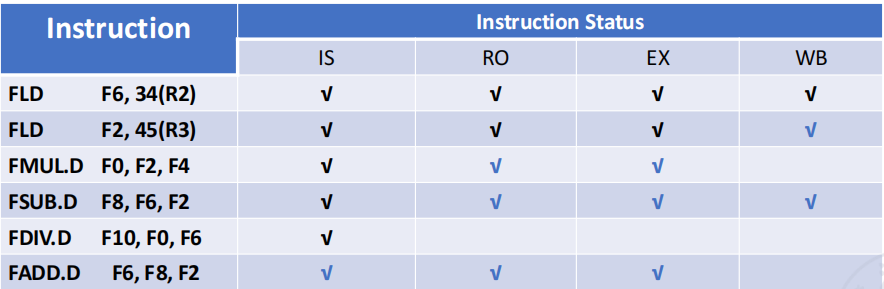 Instruction Instruction Status
IS RO EX WB
FLD F6, 34(R2) √ √ √ √
FLD F2, 45(R3) √ √ √ √
FMUL.D F0, F2, F4 √ √ √
FSUB.D F8, F6, F2 √ √ √ √
FDIV.D F10, F0, F6 √
FADD.D F6, F8, F2 √ √ √